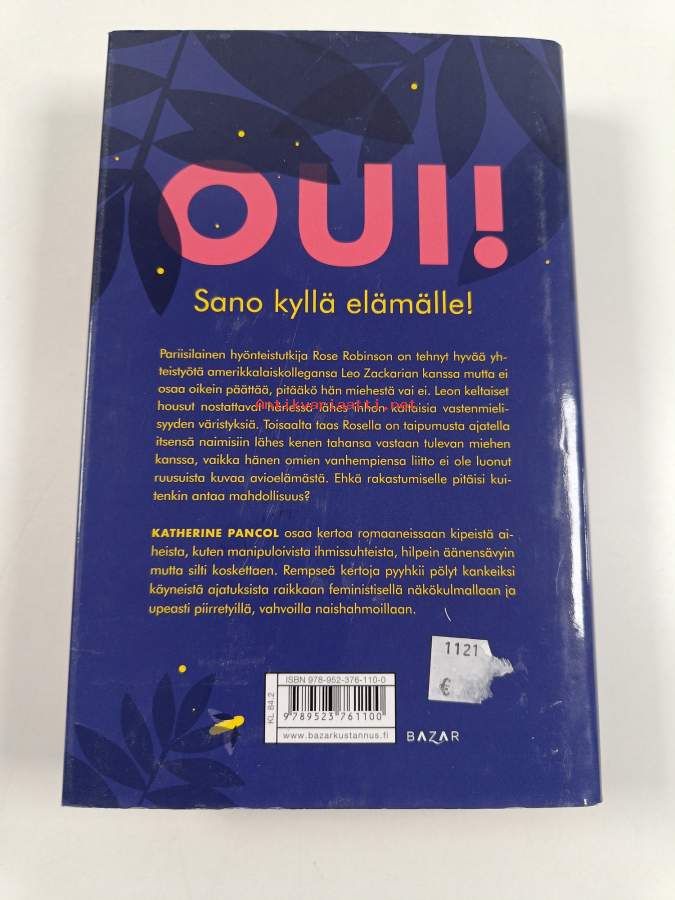 OUI!
Sano kyllä elämälle!
Pariisilainen hyönteistutkija Rose Robinson on tehnyt hyvää yh-
teistyötä amerikkalaiskollegansa Leo Zackarian kanssa mutta ei
osaa oikein päättää, pitääkö hän miehestä vai ei. Leon keltaiset
housut nostattavat hänessä lähes inhon kaltaisia vastenmieli-
antikvariaatti.net
syyden väristyksiä. Toisaalta taas Rosella on taipumusta ajatella
itsensä naimisiin lähes kenen tahansa vastaan tulevan miehen
kanssa, vaikka hänen omien vanhempiensa liitto ei ole luonut
ruusuista kuvaa avioelämästä. Ehkä rakastumiselle pitäisi kui-
tenkin antaa mahdollisuus?
KATHERINE PANCOL osaa kertoa romaaneissaan kipeistä ai-
heista, kuten manipuloivista ihmissuhteista, hilpein äänensävyin
mutta silti koskettaen. Rempseä kertoja pyyhkii pölyt kankeiksi
käyneistä ajatuksista raikkaan feministisellä näkökulmallaan ja
upeasti piirretyillä, vahvoilla naishahmoillaan.
1121
€
ISBN 978-952-376-110-0
KL 84.2
9 789523 761100
www.bazarkustannus.fi
BAZAR